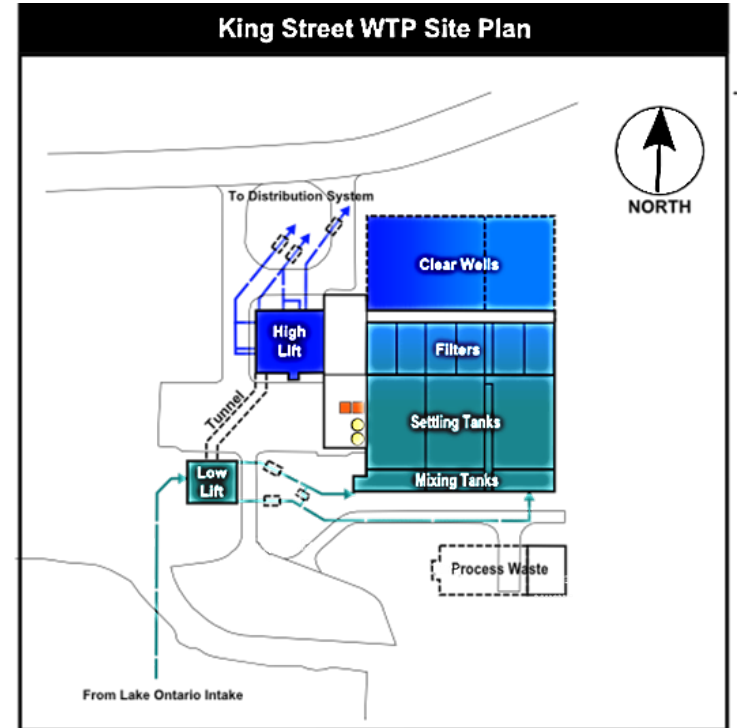 King Street WTP Site Plan
NORTH
To Distribution System
Clear Wells
High
Lift
Filters
Tunnel
Settling Tanks
Low
Lift
Mixing Tanks
Process Waste
From Lake Ontario Intake